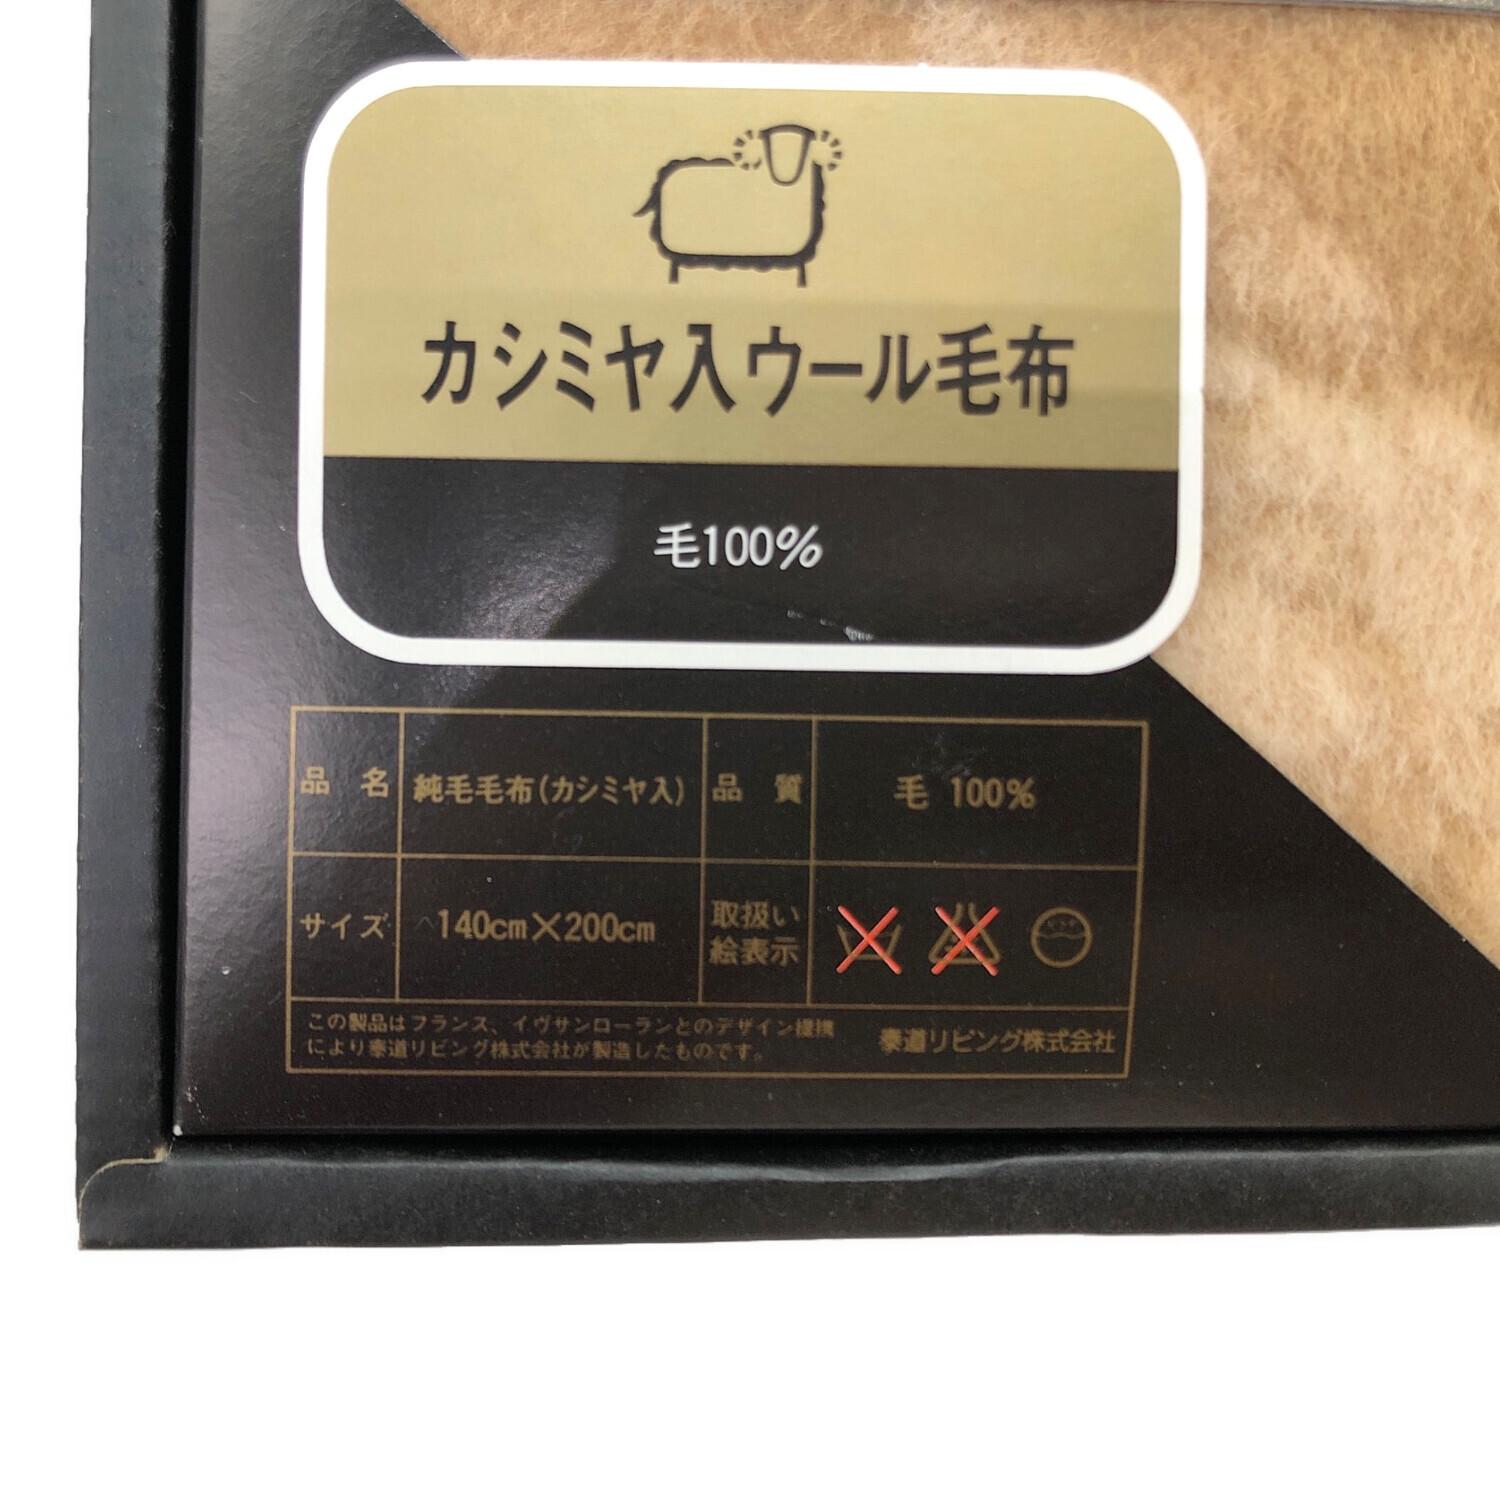 カシミヤ入ウール毛布
毛100%
品 名 純毛毛布(カシミヤ入) 品 質 毛 100%
サイズ 140cm×200cm 取扱い
絵表示
この製品はフランス、イヴサンローランとのデザイン提携
により泰道リビング株式会社が製造したものです。
泰道リビング株式会社